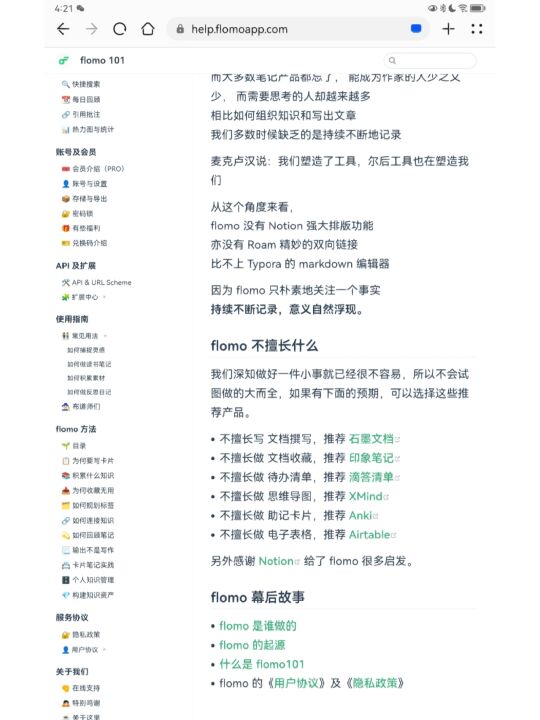 4:21
help.flomoapp.com
flomo 101
快捷搜索
每日回顾
引用批注
热力图与统计
账号及会员
会员介绍（PRO）
账号与设置
存储与导出
密码锁
有些福利
兑换码介绍
API 及扩展
API & URL Scheme
扩展中心
使用指南
常见用法
如何捕捉灵感
如何做读书笔记
如何积累素材
如何做反思日记
布道师们
flomo 方法
目录
为何要写卡片
积累什么知识
为何收藏无用
如何规划标签
如何连接知识
如何回顾笔记
输出不是写作
卡片笔记实践
个人知识管理
构建知识资产
服务协议
隐私政策
用户协议
关于我们
在线支持
特别鸣谢
关于这里
而大多数笔记产品都忘了， 能成为作家的人少之又
少， 而需要思考的人却越来越多
相比如何组织知识和写出文章
我们多数时候缺乏的是持续不断地记录
麦克卢汉说：我们塑造了工具，尔后工具也在塑造我
们
从这个角度来看，
flomo 没有 Notion 强大排版功能
亦没有 Roam 精妙的双向链接
比不上 Typora 的 markdown 编辑器
因为 flomo 只朴素地关注一个事实
持续不断记录，意义自然浮现。
flomo 不擅长什么
我们深知做好一件小事就已经很不容易，所以不会试
图做的大而全，如果有下面的预期，可以选择这些推
荐产品。
• 不擅长写 文档撰写，推荐 石墨文档
• 不擅长做 文档收藏，推荐 印象笔记
• 不擅长做 待办清单，推荐 滴答清单
• 不擅长做 思维导图，推荐 XMind
• 不擅长做 助记卡片，推荐 Anki
• 不擅长做 电子表格，推荐 Airtable
另外感谢 Notion 给了 flomo 很多启发。
flomo 幕后故事
• flomo 是谁做的
• flomo 的起源
• 什么是 flomo101
• flomo 的《用户协议》及《隐私政策》